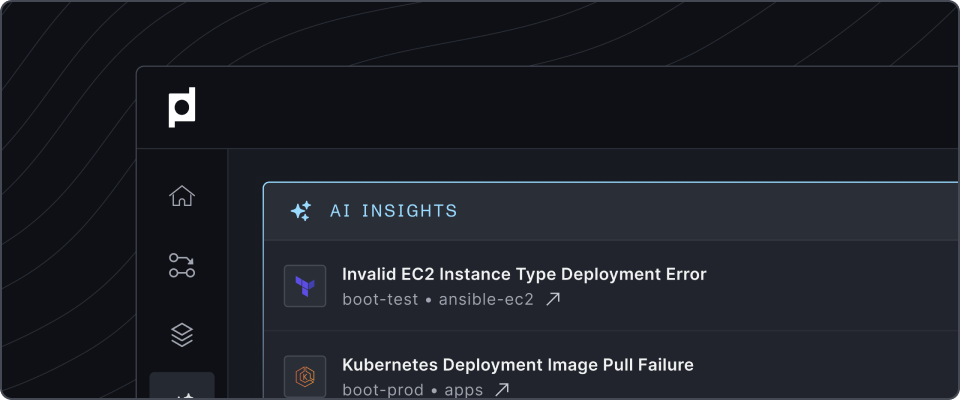 AI INSIGHTS
Invalid EC2 Instance Type Deployment Error
boot-test • ansible-ec2
Kubernetes Deployment Image Pull Failure
boot-prod • apps